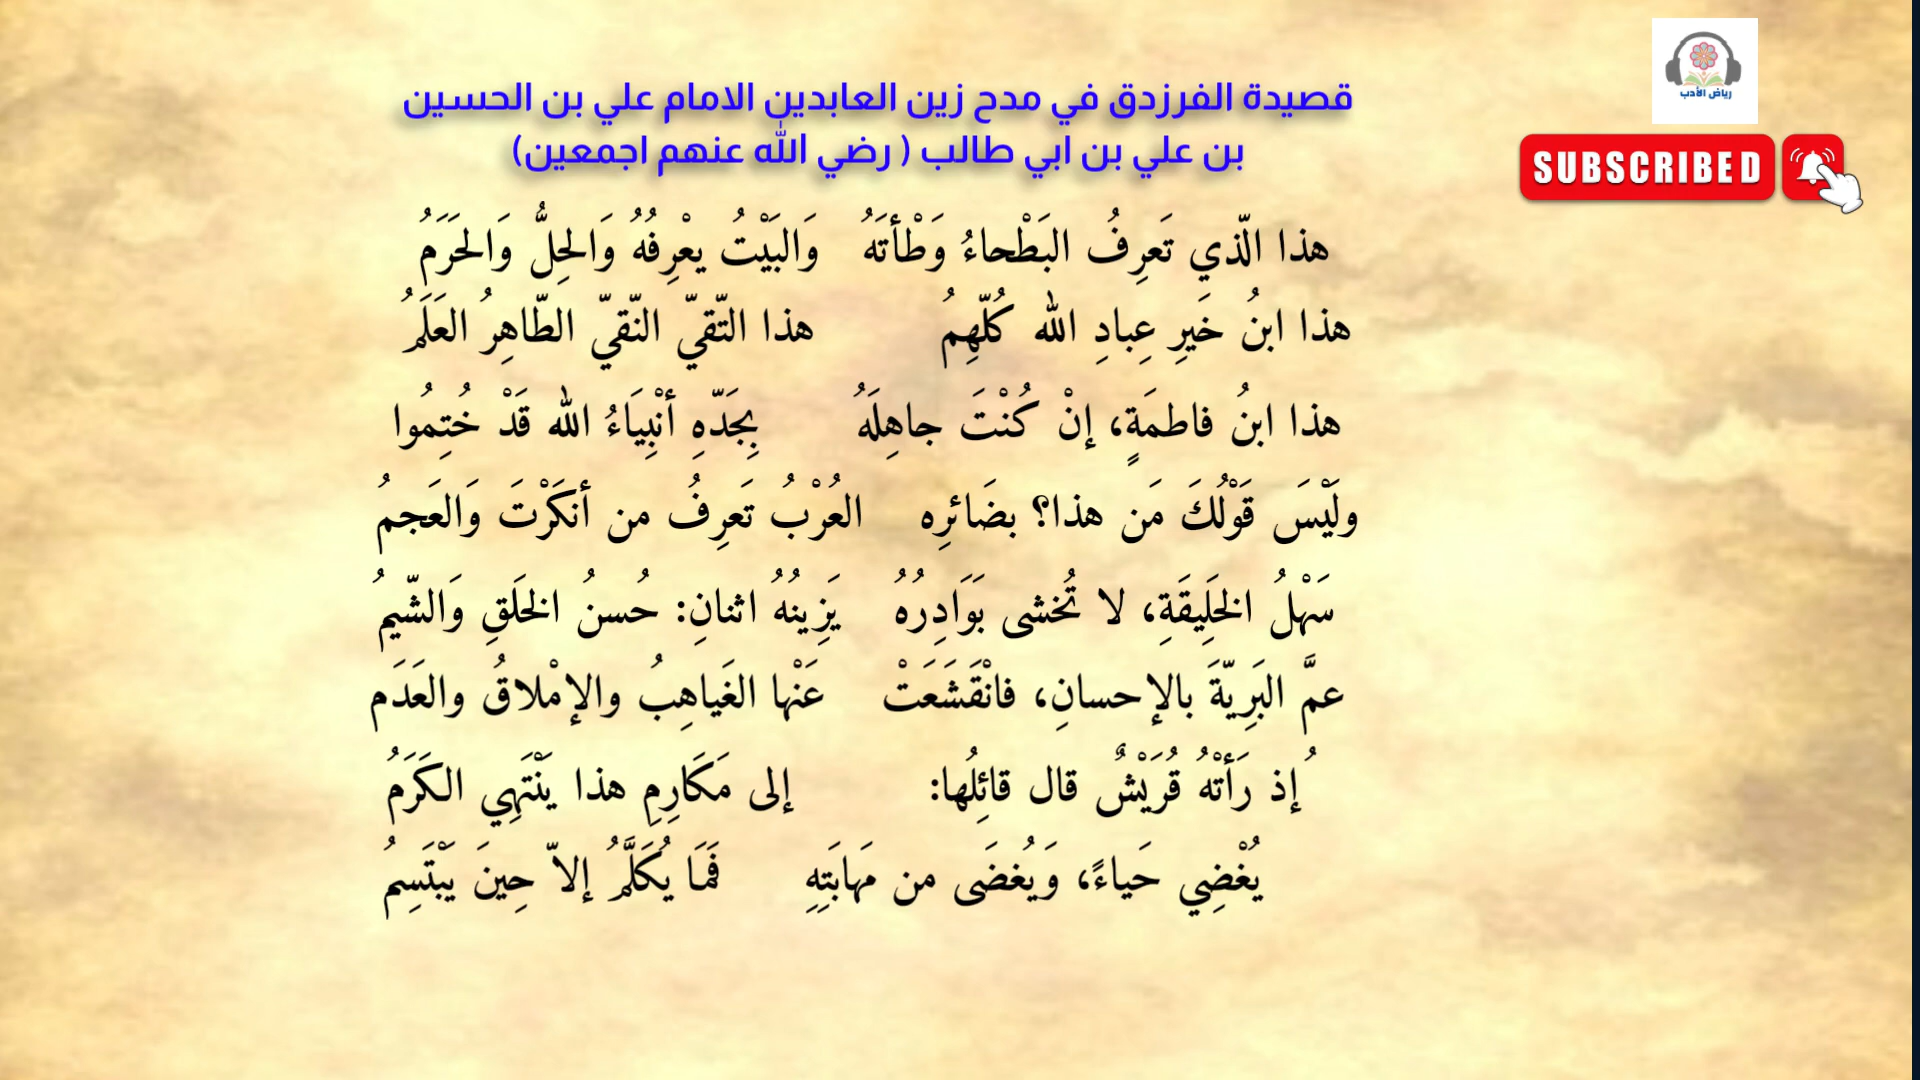 رياض الأدب
SUBSCRIBED
قصيدة الفرزدق في مدح زين العابدين الامام علي بن الحسين
بن علي بن ابي طالب ( رضي الله عنهم اجمعين)
هذا الّذي تَعرِفُ البَطْحاءُ وَطْأتَهُ وَالبَيْتُ يعْرِفُهُ وَالحِلُّ وَالحَرَمُ
هذا ابنُ خَيرِ عِبادِ الله كُلّهِمُ هذا التّقيّ النّقيّ الطّاهِرُ العَلَمُ
هذا ابنُ فاطمَةٍ، إنْ كُنْتَ جاهِلَهُ بِجَدّهِ أنْبِيَاءُ الله قَدْ خُتِمُوا
ولَيْسَ قَوْلُكَ مَن هذا؟ بضَائرِه العُرْبُ تَعرِفُ من أنكَرْتَ وَالعَجمُ
سَهْلُ الخَلِيقَةِ، لا تُخشى بَوَادِرُهُ يَزِينُهُ اثنانِ: حُسنُ الخَلقِ وَالشّيمُ
عمَّ البَرِيّةَ بالإحسانِ، فانْقَشَعَتْ عَنْها الغَياهِبُ والإمْلاقُ والعَدَم
ُإذ رَأتْهُ قُرَيْشٌ قال قائِلُها: إلى مَكَارِمِ هذا يَنْتَهِي الكَرَمُ
يُغْضِي حَياءً، وَيُغضَى من مَهابَتِهِ فَمَا يُكَلَّمُ إلاّ حِينَ يَبْتَسِمُ